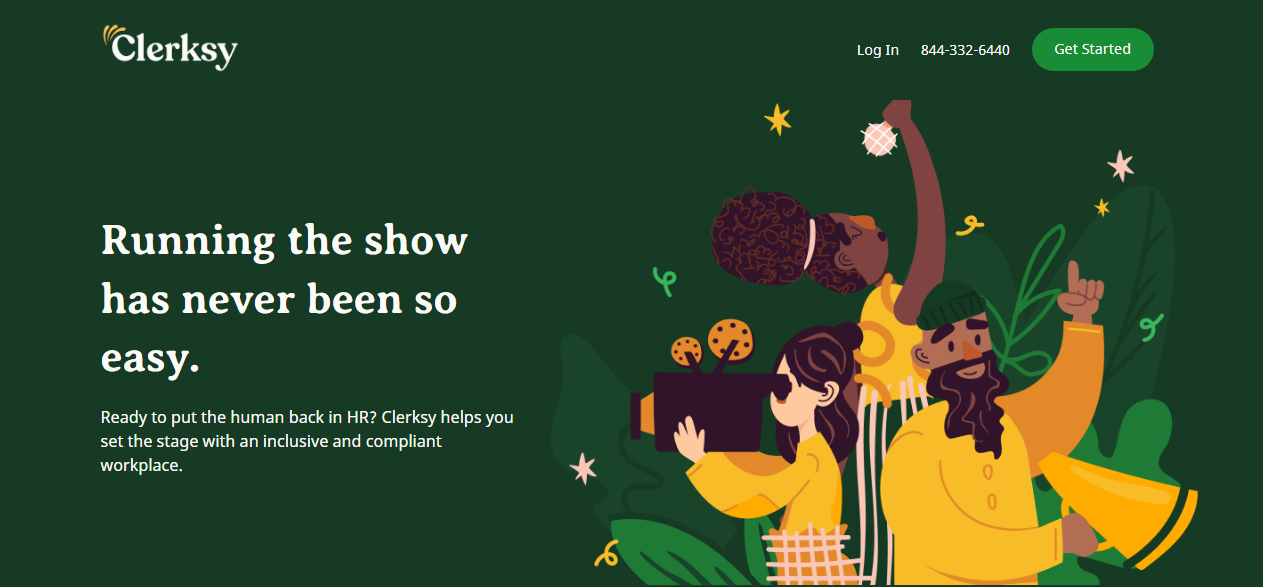 Clerksy
Log In
844-332-6440
Get Started
Running the show
has never been so
easy.
Ready to put the human back in HR? Clerksy helps you
set the stage with an inclusive and compliant
workplace.